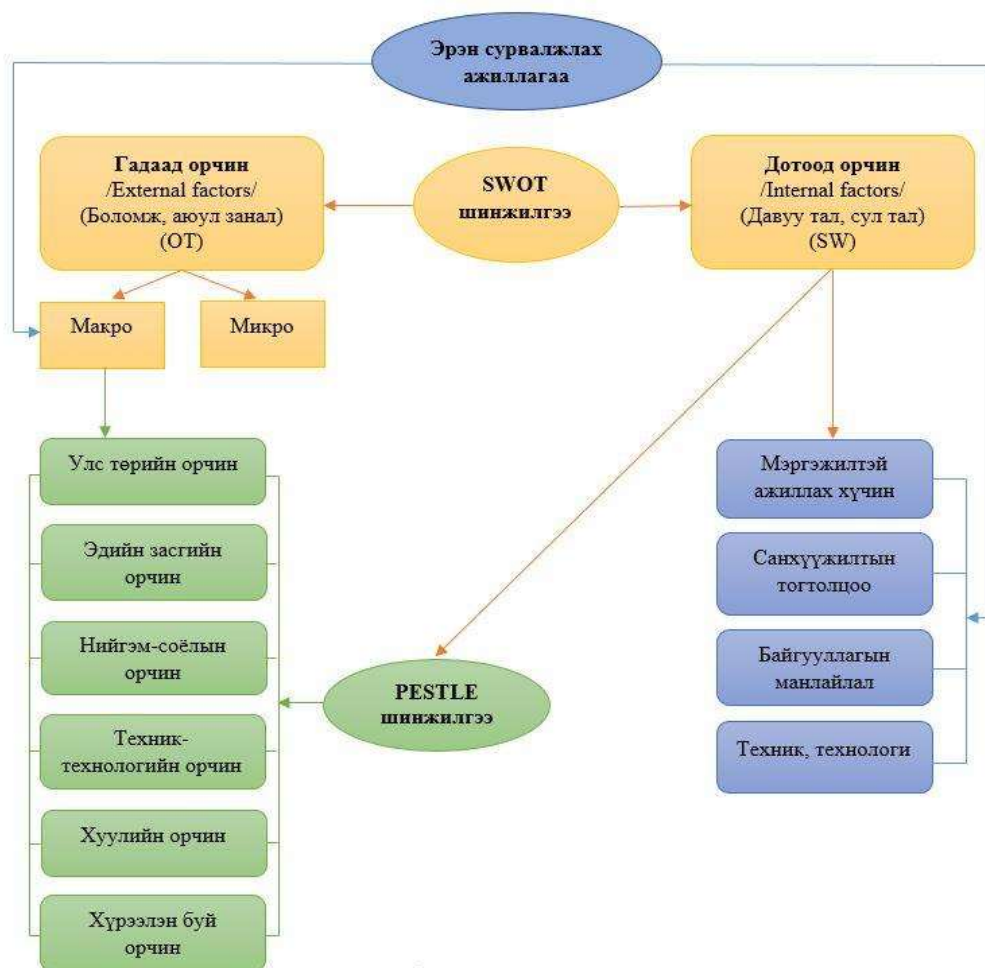 Эрэн сурвалжлах
ажиллагаа
Гадаад орчин
/External factors/
(Боломж, аюул занал)
(OT)
SWOT
шинжилгээ
Дотоод орчин
/Internal factors/
(Давуу тал, сул тал)
(SW)
Макро
Микро
Улс төрийн орчин
Эдийн засгийн
орчин
Нийгэм-соёлын
орчин
Техник-
технологийн орчин
Хуулийн орчин
Хүрээлэн буй
орчин
PESTLE
шинжилгээ
Мэргэжилтэй
ажиллах хүчин
Санхүүжилтын
тогтолцоо
Байгууллагын
манлайлал
Техник, технологи